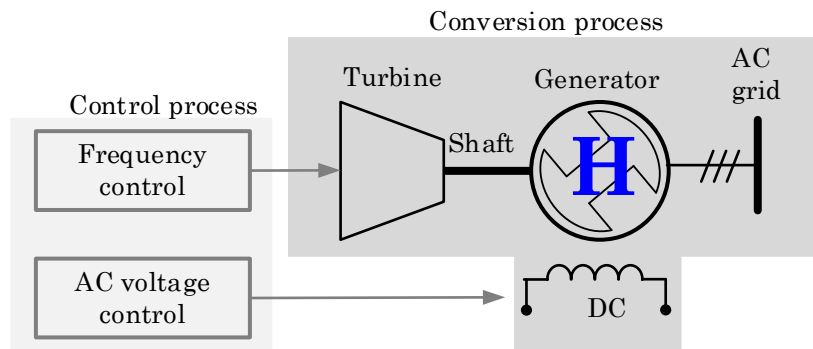 Conversion process
Turbine
Generator
AC
grid
Control process
Shaft
H
Frequency
control
AC voltage
control
DC